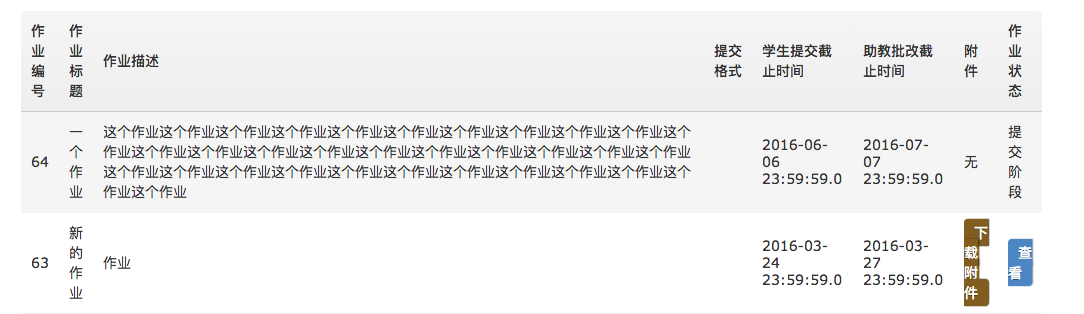 作
业
编
号
作
业
标
题
作业描述
提交
格式
学生提交截
止时间
助教批改截
止时间
附
件
作
业
状
态
64
一
个
作
业
这个作业这个作业这个作业这个作业这个作业这个作业这个作业这个作业这个作业这个作业这个
作业这个作业这个作业这个作业这个作业这个作业这个作业这个作业这个作业这个作业这个作业
这个作业这个作业这个作业这个作业这个作业这个作业这个作业这个作业这个作业这个作业这个
作业这个作业
2016-06-
06
23:59:59.0
2016-07-
07
23:59:59.0
无
提
交
阶
段
63
新
的
作
业
作业
2016-03-
24
23:59:59.0
2016-03-
27
23:59:59.0
下
载
附
件
查
看